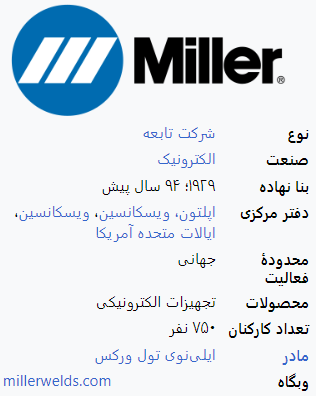 Miller®
نوع شرکت تابعه
صنعت الکترونیک
بنا نهاده ۱۹۲۹؛ ۹۴ سال پیش
دفتر مرکزی اپلتون، ویسکانسین، ویسکانسین،
ایالات متحده آمریکا
محدودهٔ جهانی
فعالیت
محصولات تجهیزات الکترونیکی
تعداد کارکنان ۷۵۰ نفر
مادر ایلی‌نوی تول ورکس
وبگاه millerwelds.com